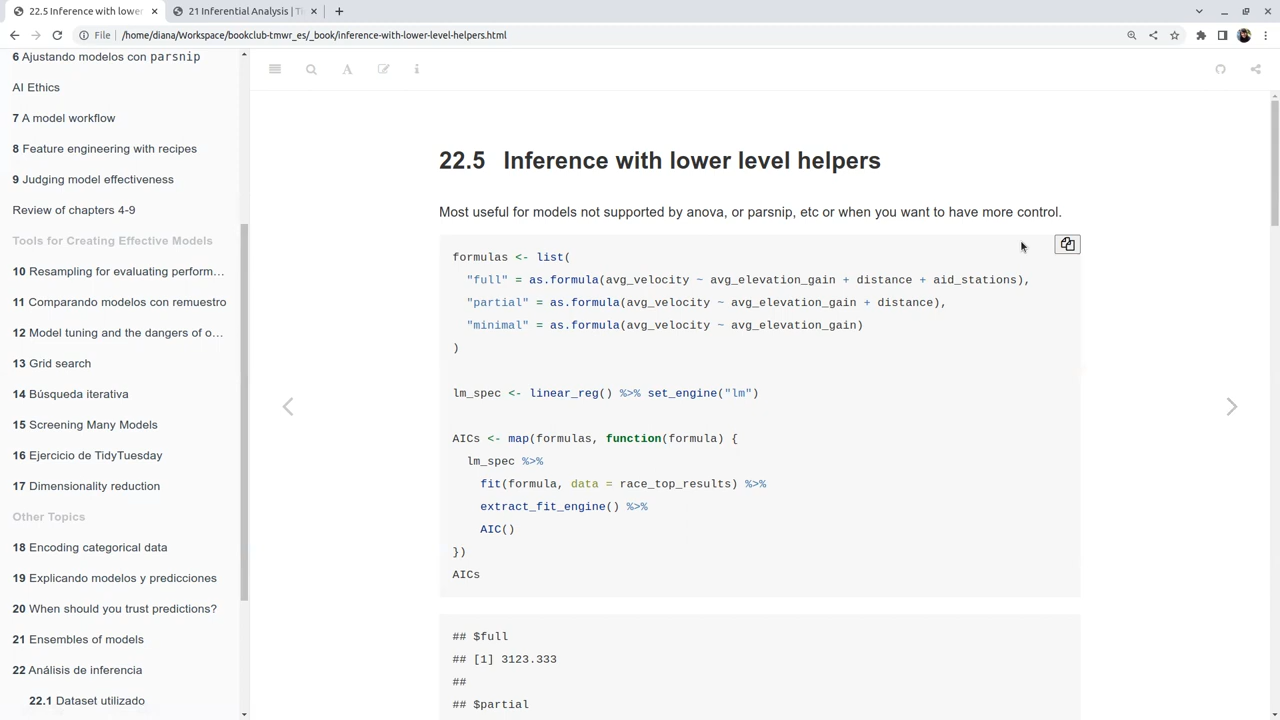 22.5 Inference with lower
21 Inferential Analysis | Ti
File
/home/diana/Workspace/bookclub-tmwr_es/_book/inference-with-lower-level-helpers.html
6 Ajustando modelos con parsnip
AI Ethics
7 A model workflow
8 Feature engineering with recipes
9 Judging model effectiveness
Review of chapters 4-9
Tools for Creating Effective Models
10 Resampling for evaluating perform…
11 Comparando modelos con remuestro
12 Model tuning and the dangers of o…
13 Grid search
14 Búsqueda iterativa
15 Screening Many Models
16 Ejercicio de TidyTuesday
17 Dimensionality reduction
Other Topics
18 Encoding categorical data
19 Explicando modelos y predicciones
20 When should you trust predictions?
21 Ensembles of models
22 Análisis de inferencia
22.1 Dataset utilizado
22.5 Inference with lower level helpers
Most useful for models not supported by anova, or parsnip, etc or when you want to have more control.
formulas <- list(
"full" = as.formula(avg_velocity ~ avg_elevation_gain + distance + aid_stations),
"partial" = as.formula(avg_velocity ~ avg_elevation_gain + distance),
"minimal" = as.formula(avg_velocity ~ avg_elevation_gain)
)
lm_spec <- linear_reg() %>% set_engine("lm")
AICs <- map(formulas, function(formula) {
lm_spec %>%
fit(formula, data = race_top_results) %>%
extract_fit_engine() %>%
AIC()
})
AICs
## $full
## [1] 3123.333
##
## $partial